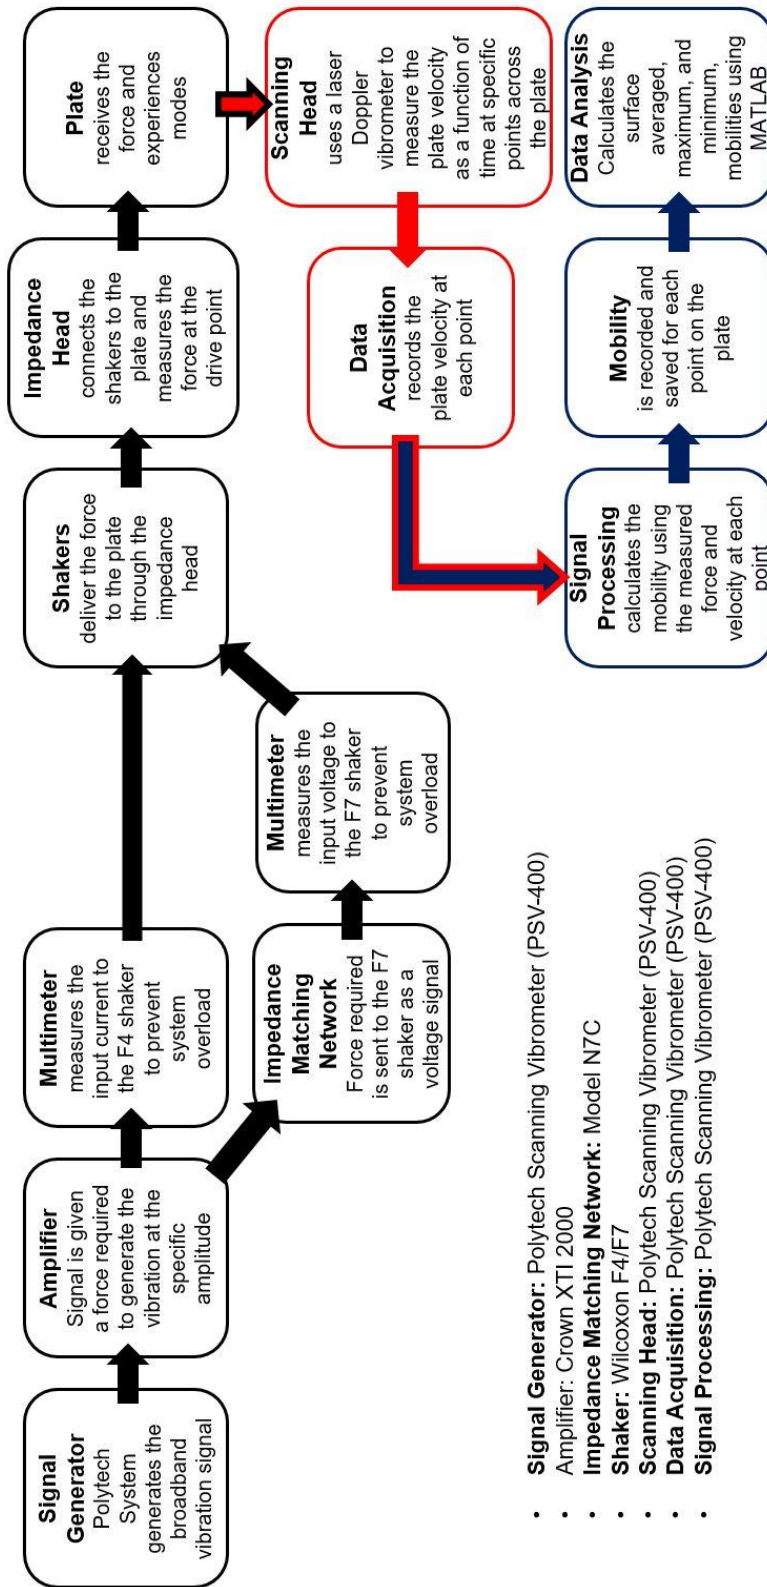 Signal
Generator
Polytech
System
generates the
broadband
vibration signal
Amplifier
Signal is given
a force required
to generate the
vibration at the
specific
amplitude
Multimeter
measures the
input current to
the F4 shaker
to prevent
system
overload
Shakers
deliver the force
to the plate
through the
impedance
head
Impedance
Head
connects the
shakers to the
plate and
measures the
force at the
drive point
Plate
receives the
force and
experiences
modes
Impedance
Matching
Network
Force required
is sent to the F7
shaker as a
voltage signal
Multimeter
measures the
input voltage to
the F7 shaker
to prevent
system
overload
Scanning
Head
uses a laser
Doppler
vibrometer to
measure the
plate velocity
as a function of
time at specific
points across
the plate
Data
Acquisition
records the
plate velocity at
each point
Signal
Processing
calculates the
mobility using
the measured
force and
velocity at each
point
Mobility
is recorded and
saved for each
point on the
plate
Data Analysis
Calculates the
surface
averaged,
maximum, and
minimum,
mobilities using
MATLAB
• Signal Generator: Polytech Scanning Vibrometer (PSV-400)
Amplifier: Crown XTI 2000
• Impedance Matching Network: Model N7C
• Shaker: Wilcoxon F4/F7
• Scanning Head: Polytech Scanning Vibrometer (PSV-400)
• Data Acquisition: Polytech Scanning Vibrometer (PSV-400)
• Signal Processing: Polytech Scanning Vibrometer (PSV-400)